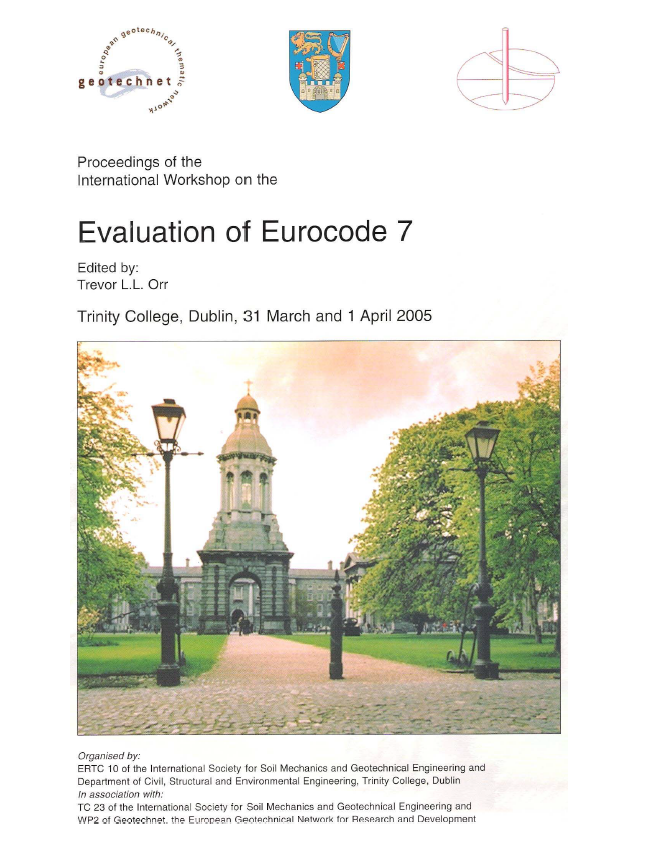 european geotechnical thematic network
geotechnet
Proceedings of the
International Workshop on the
Evaluation of Eurocode 7
Edited by:
Trevor L.L. Orr
Trinity College, Dublin, 31 March and 1 April 2005
Organised by:
ERTC 10 of the International Society for Soil Mechanics and Geotechnical Engineering and
Department of Civil, Structural and Environmental Engineering, Trinity College, Dublin
In association with:
TC 23 of the International Society for Soil Mechanics and Geotechnical Engineering and
WP2 of Geotechnet, the European Geotechnical Network for Research and Development